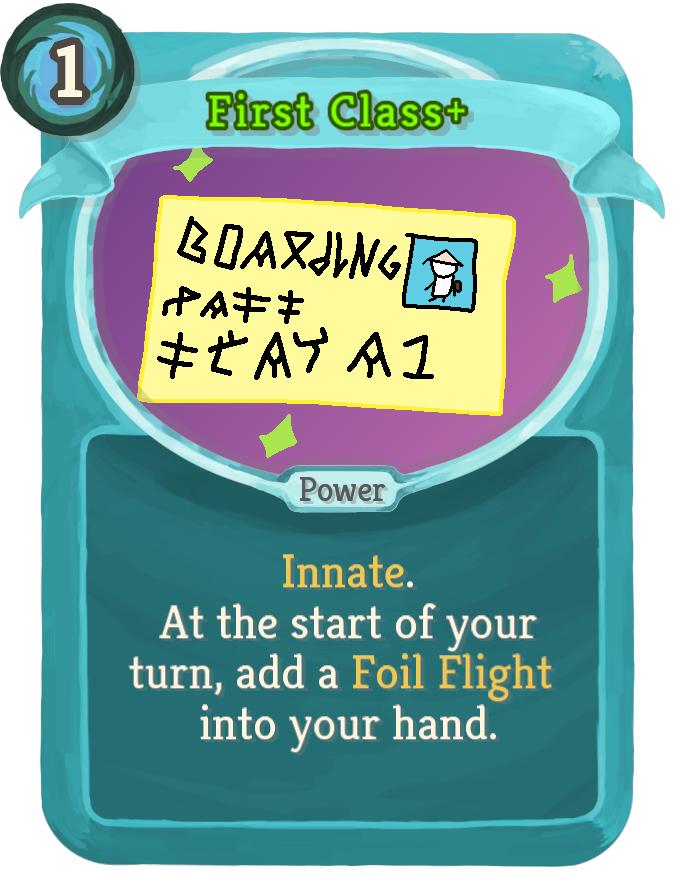 1
First Class+
BOARDING
PASS
SEAT A1
Power
Innate.
At the start of your
turn, add a Foil Flight
into your hand.